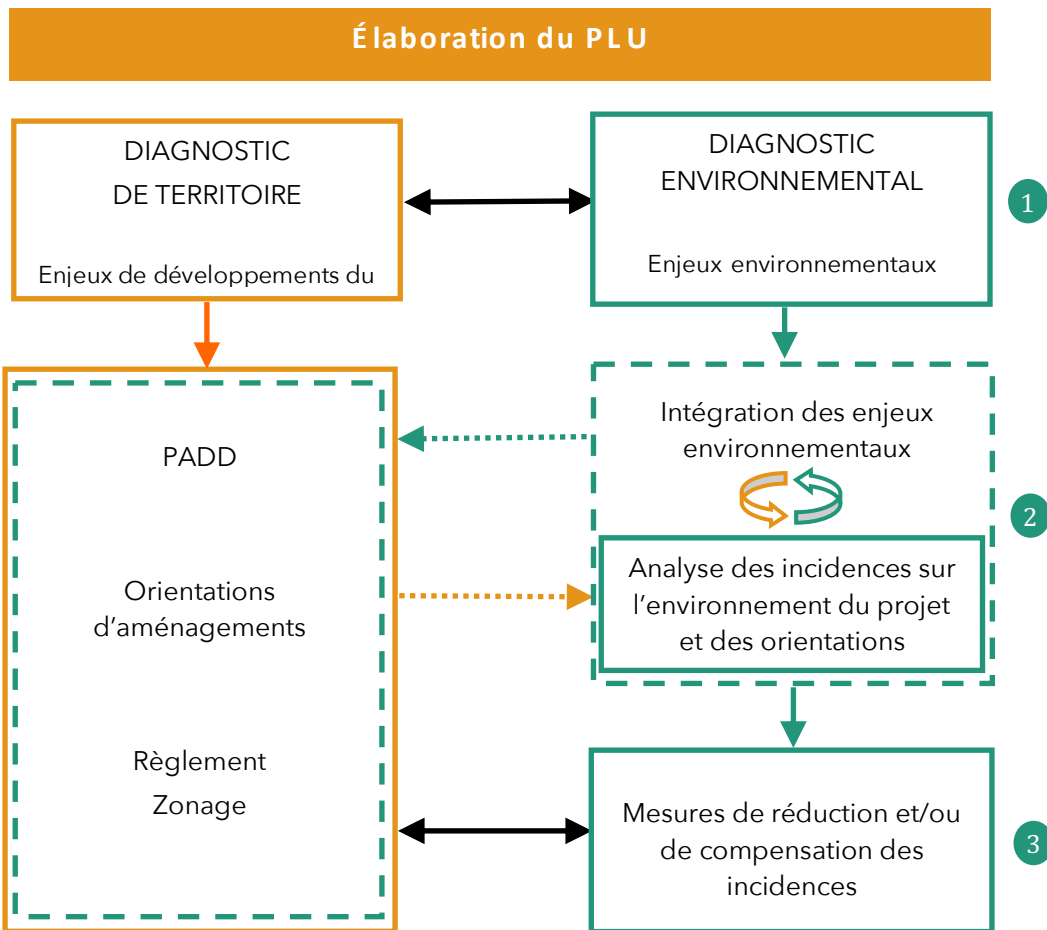 Élaboration du PLU
DIAGNOSTIC
DE TERRITOIRE
Enjeux de développements du
DIAGNOSTIC
ENVIRONNEMENTAL
Enjeux environnementaux
1
PADD
Orientations
d'aménagements
Règlement
Zonage
Intégration des enjeux
environnementaux
Analyse des incidences sur
l'environnement du projet
et des orientations
2
Mesures de réduction et/ou
de compensation des
incidences
3